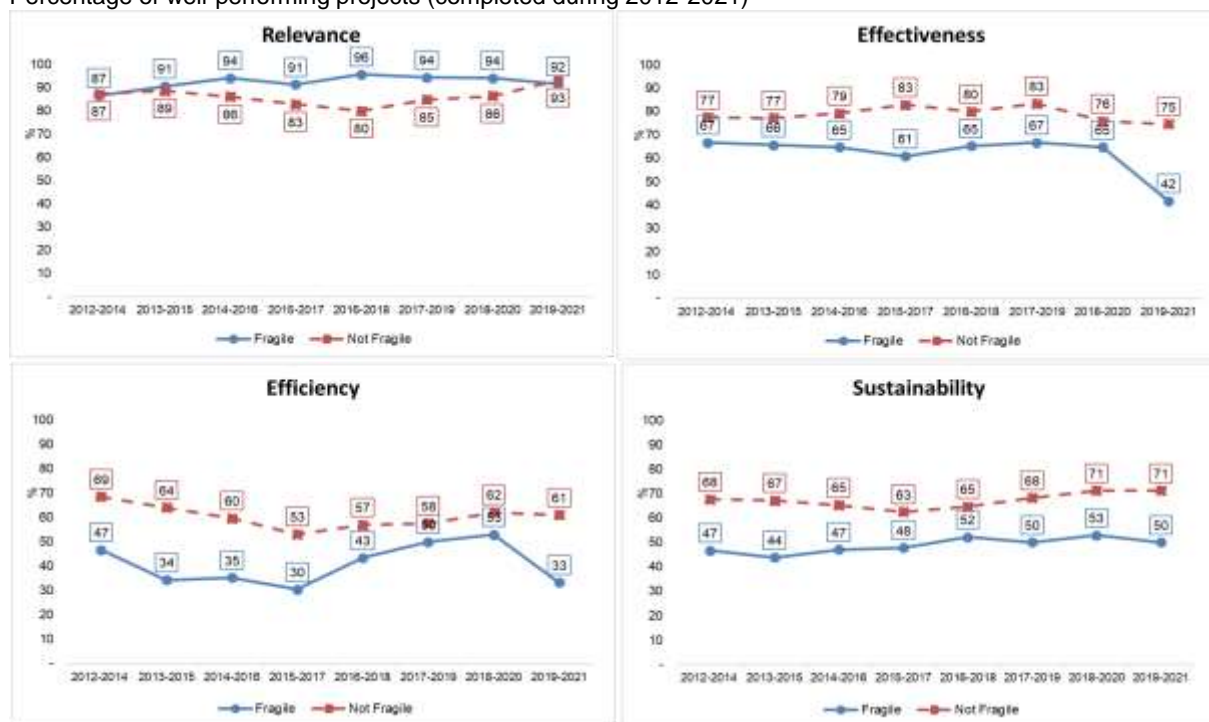 Percentage of well-performing projects (completed during 2012-2021)
Relevance
100
90
80
%70
60
50
40
30
20
10
-
87 91 94 91 96 94 94 92
87 89 86 83 80 85 86 93
2012-2014 2013-2015 2014-2016 2015-2017 2016-2018 2017-2019 2018-2020 2019-2021
Fragile Not Fragile
Effectiveness
100
90
80
%70
60
50
40
30
20
10
-
77 77 79 83 80 83 76 75
67 66 65 61 65 67 65 42
2012-2014 2013-2015 2014-2016 2015-2017 2016-2018 2017-2019 2018-2020 2019-2021
Fragile Not Fragile
Efficiency
100
90
80
%70
60
50
40
30
20
10
-
69 64 60 53 57 58 62 61
47 34 35 30 43 50 53 33
2012-2014 2013-2015 2014-2016 2015-2017 2016-2018 2017-2019 2018-2020 2019-2021
Fragile Not Fragile
Sustainability
100
90
80
%70
60
50
40
30
20
10
-
68 67 65 63 65 68 71 71
47 44 47 48 52 50 53 50
2012-2014 2013-2015 2014-2016 2015-2017 2016-2018 2017-2019 2018-2020 2019-2021
Fragile Not Fragile